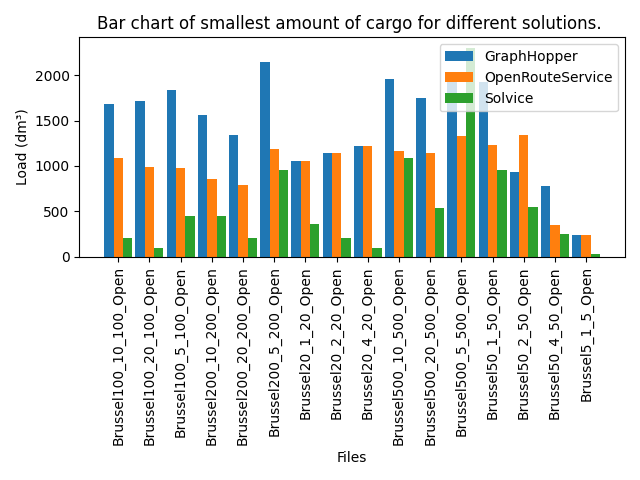 Bar chart of smallest amount of cargo for different solutions.
GraphHopper
OpenRouteService
Solvice
Load (dm³)
2000
1500
1000
500
0
Brussel100_10_100_Open
Brussel100_20_100_Open
Brussel100_5_100_Open
Brussel200_10_200_Open
Brussel200_20_200_Open
Brussel200_5_200_Open
Brussel20_1_20_Open
Brussel20_2_20_Open
Brussel20_4_20_Open
Brussel500_10_500_Open
Brussel500_20_500_Open
Brussel500_5_500_Open
Brussel50_1_50_Open
Brussel50_2_50_Open
Brussel50_4_50_Open
Brussel5_1_5_Open
Files